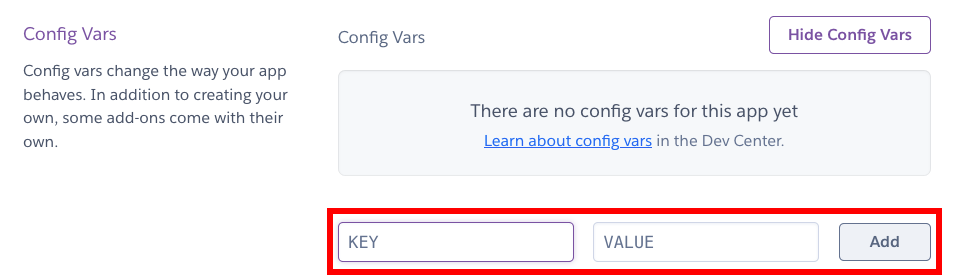 Config Vars
Config vars change the way your app
behaves. In addition to creating your
own, some add-ons come with their
own.
Config Vars
Hide Config Vars
There are no config vars for this app yet
Learn about config vars in the Dev Center.
KEY
VALUE
Add